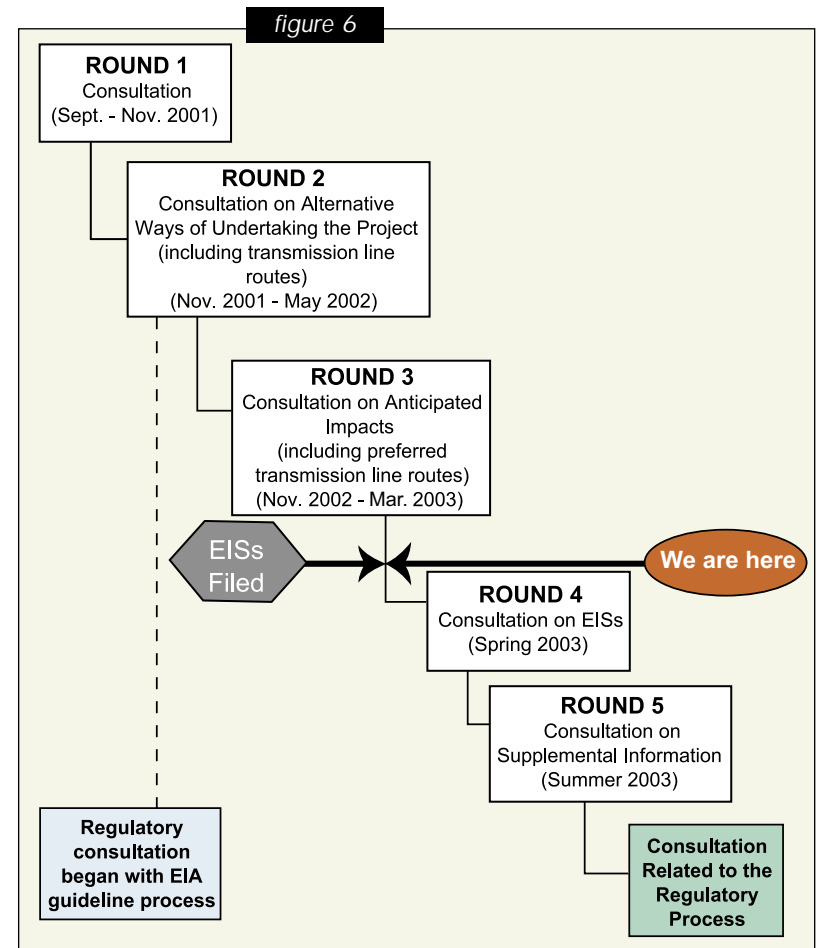 figure 6
ROUND 1
Consultation
(Sept. - Nov. 2001)
ROUND 2
Consultation on Alternative
Ways of Undertaking the Project
(including transmission line
routes)
(Nov. 2001 - May 2002)
ROUND 3
Consultation on Anticipated
Impacts
(including preferred
transmission line routes)
(Nov. 2002 - Mar. 2003)
EISs
Filed
We are here
ROUND 4
Consultation on EISs
(Spring 2003)
ROUND 5
Consultation on
Supplemental Information
(Summer 2003)
Regulatory
consultation
began with EIA
guideline process
Consultation
Related to the
Regulatory
Process